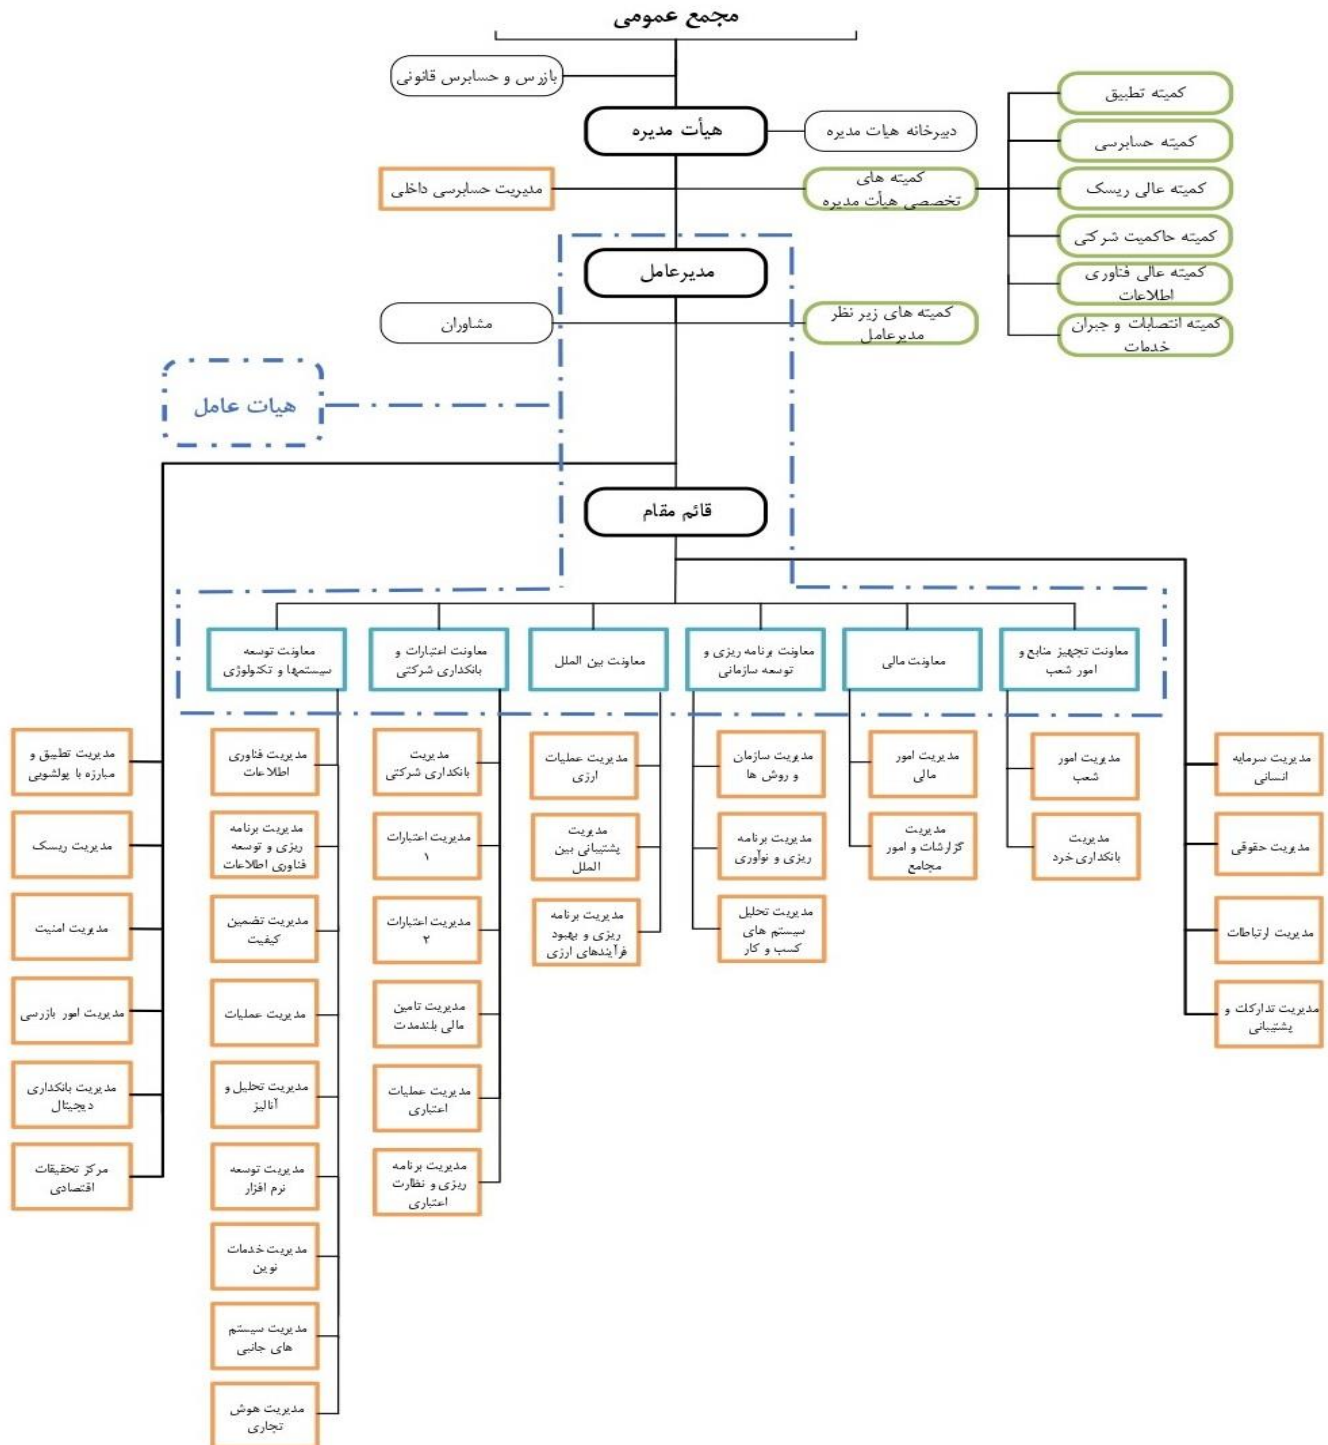 مجمع عمومی
بازرس و حسابرس قانونی
هیأت مدیره
دبیرخانه هیات مدیره
مدیریت حسابرسی داخلی
کمیته های
تخصصی هیأت مدیره
کمیته تطبیق
کمیته حسابرسی
کمیته عالی ریسک
کمیته حاکمیت شرکتی
کمیته عالی فناوری
اطلاعات
کمیته انتصابات و جبران
خدمات
مدیرعامل
مشاوران
کمیته های زیر نظر
مدیرعامل
هیات عامل
قائم مقام
معاونت تجهیز منابع و
امور شعب
معاونت مالی
معاونت برنامه ریزی و
توسعه سازمانی
معاونت بین الملل
معاونت اعتبارات و
بانکداری شرکتی
معاونت توسعه
سیستمها و تکنولوژی
مدیریت سرمایه
انسانی
مدیریت حقوقی
مدیریت ارتباطات
مدیریت تدارکات و
پشتیبانی
مدیریت امور
شعب
مدیریت
بانکداری خرد
مدیریت امور
مالی
مدیریت
گزارشات و امور
مجامع
مدیریت سازمان
و روش ها
مدیریت برنامه
ریزی و نوآوری
مدیریت تحلیل
سیستم های
کسب و کار
مدیریت عملیات
ارزی
مدیریت
پشتیبانی بین
الملل
مدیریت برنامه
ریزی و بهبود
فرآیندهای ارزی
مدیریت
بانکداری شرکتی
مدیریت اعتبارات
۱
مدیریت اعتبارات
۲
مدیریت تامین
مالی بلندمدت
مدیریت عملیات
اعتباری
مدیریت برنامه
ریزی و نظارت
اعتباری
مدیریت فناوری
اطلاعات
مدیریت برنامه
ریزی و توسعه
فناوری اطلاعات
مدیریت تضمین
کیفیت
مدیریت عملیات
مدیریت تحلیل و
آنالیز
مدیریت توسعه
نرم افزار
مدیریت خدمات
نوین
مدیریت سیستم
های جانبی
مدیریت هوش
تجاری
مدیریت تطبیق و
مبارزه با پولشویی
مدیریت ریسک
مدیریت امنیت
مدیریت امور بازرسی
مدیریت بانکداری
دیجیتال
مرکز تحقیقات
اقتصادی